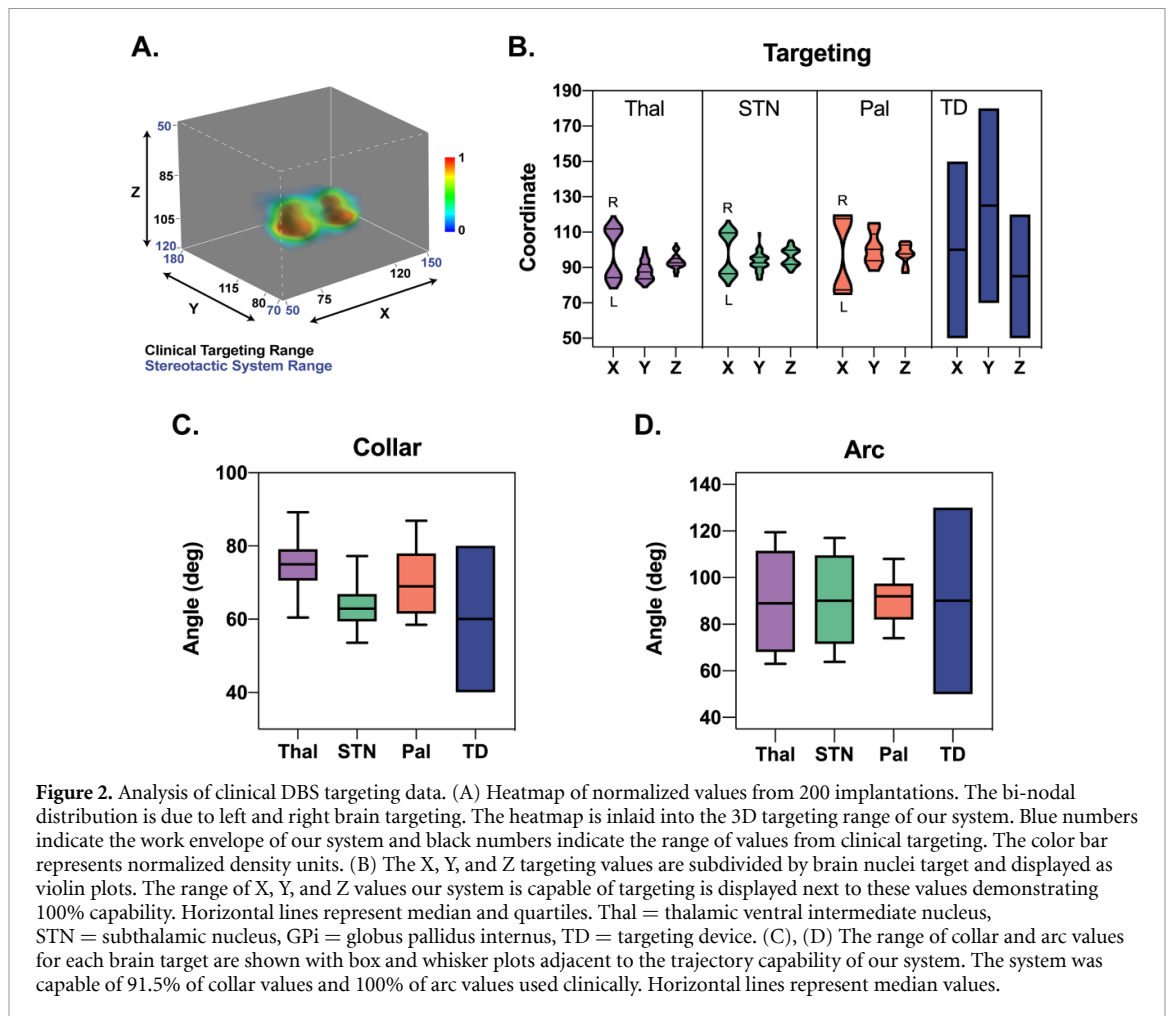 A.
50
85
Z
105
120
180
115
Y
80
70
50
75
X
120
150
1
0
Clinical Targeting Range
Stereotactic System Range
B.
Targeting
Coordinate
190
170
150
130
110
90
70
50
Thal
STN
Pal
TD
R
L
R
L
R
L
X Y Z X Y Z X Y Z X Y Z
C.
Collar
Angle (deg)
100
80
60
40
Thal STN Pal TD
D.
Arc
Angle (deg)
140
120
100
80
60
40
Thal STN Pal TD
Figure 2. Analysis of clinical DBS targeting data. (A) Heatmap of normalized values from 200 implantations. The bi-nodal
distribution is due to left and right brain targeting. The heatmap is inlaid into the 3D targeting range of our system. Blue numbers
indicate the work envelope of our system and black numbers indicate the range of values from clinical targeting. The color bar
represents normalized density units. (B) The X, Y, and Z targeting values are subdivided by brain nuclei target and displayed as
violin plots. The range of X, Y, and Z values our system is capable of targeting is displayed next to these values demonstrating
100% capability. Horizontal lines represent median and quartiles. Thal = thalamic ventral intermediate nucleus,
STN = subthalamic nucleus, GPi = globus pallidus internus, TD = targeting device. (C), (D) The range of collar and arc values
for each brain target are shown with box and whisker plots adjacent to the trajectory capability of our system. The system was
capable of 91.5% of collar values and 100% of arc values used clinically. Horizontal lines represent median values.